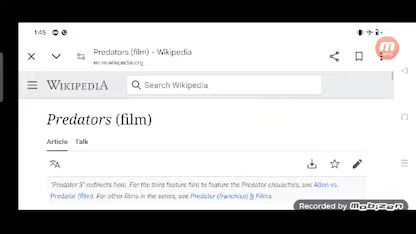 1:45
Predators (film) - Wikipedia
en.m.wikipedia.org
WIKIPEDIA
Search Wikipedia
Predators (film)
Article Talk
"Predator 3" redirects here. For the third feature film to feature the Predator characters, see Alien vs.
Predator (film). For other films in the series, see Predator (franchise) § Films.
Recorded by Mobizen